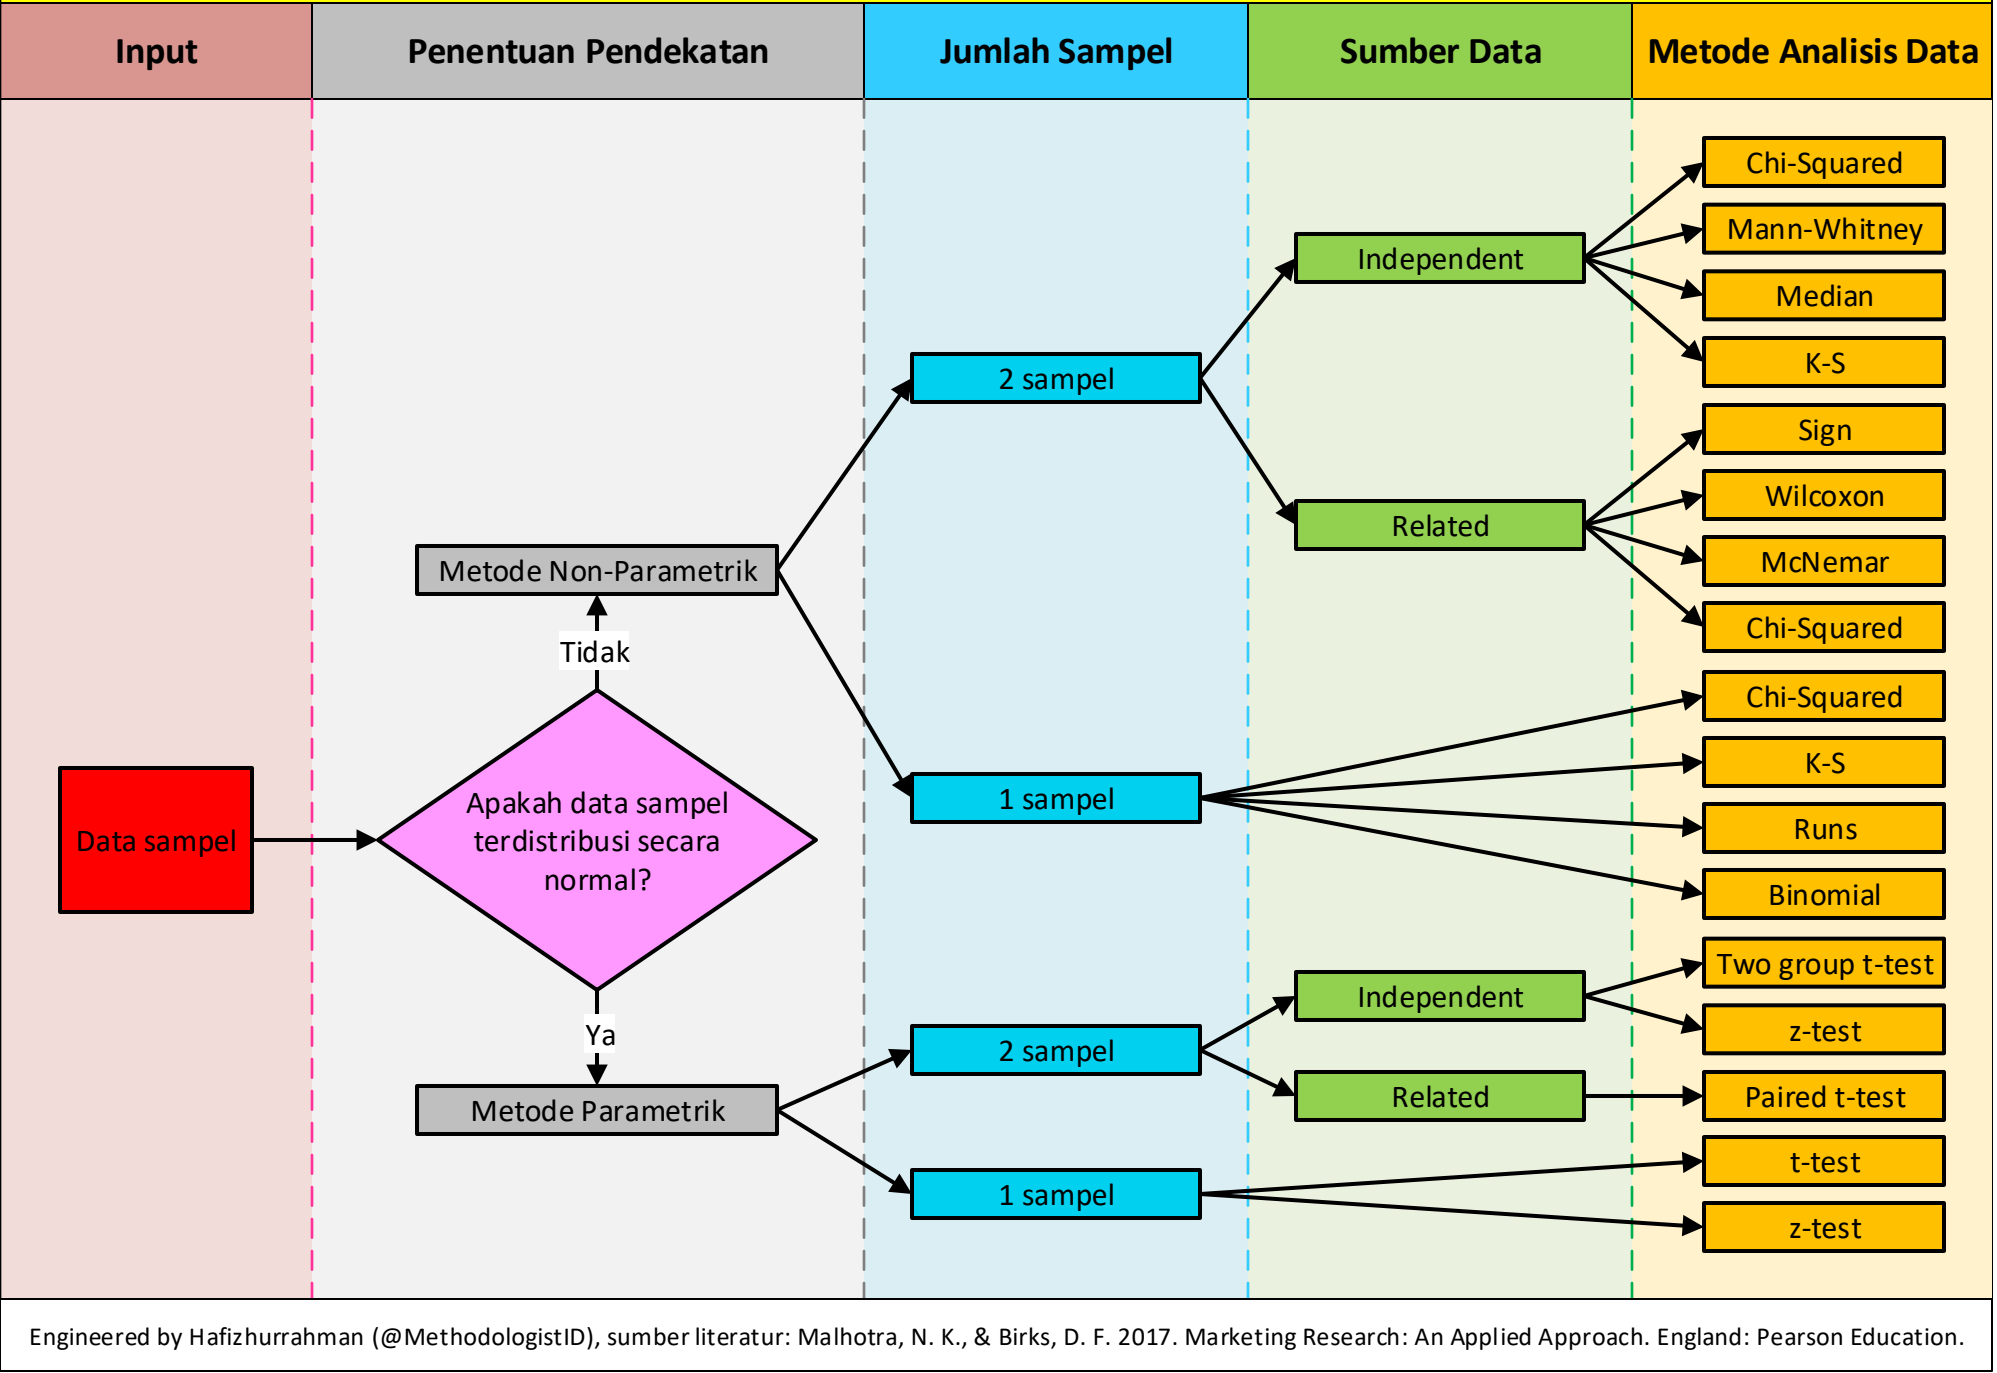 Input
Penentuan Pendekatan
Jumlah Sampel
Sumber Data
Metode Analisis Data
Data sampel
Apakah data sampel
terdistribusi secara
normal?
Tidak
Metode Non-Parametrik
Ya
Metode Parametrik
2 sampel
1 sampel
2 sampel
1 sampel
Independent
Related
Independent
Related
Chi-Squared
Mann-Whitney
Median
K-S
Sign
Wilcoxon
McNemar
Chi-Squared
Chi-Squared
K-S
Runs
Binomial
Two group t-test
z-test
Paired t-test
t-test
z-test
Engineered by Hafizhurrahman (@MethodologistID), sumber literatur: Malhotra, N. K., & Birks, D. F. 2017. Marketing Research: An Applied Approach. England: Pearson Education.